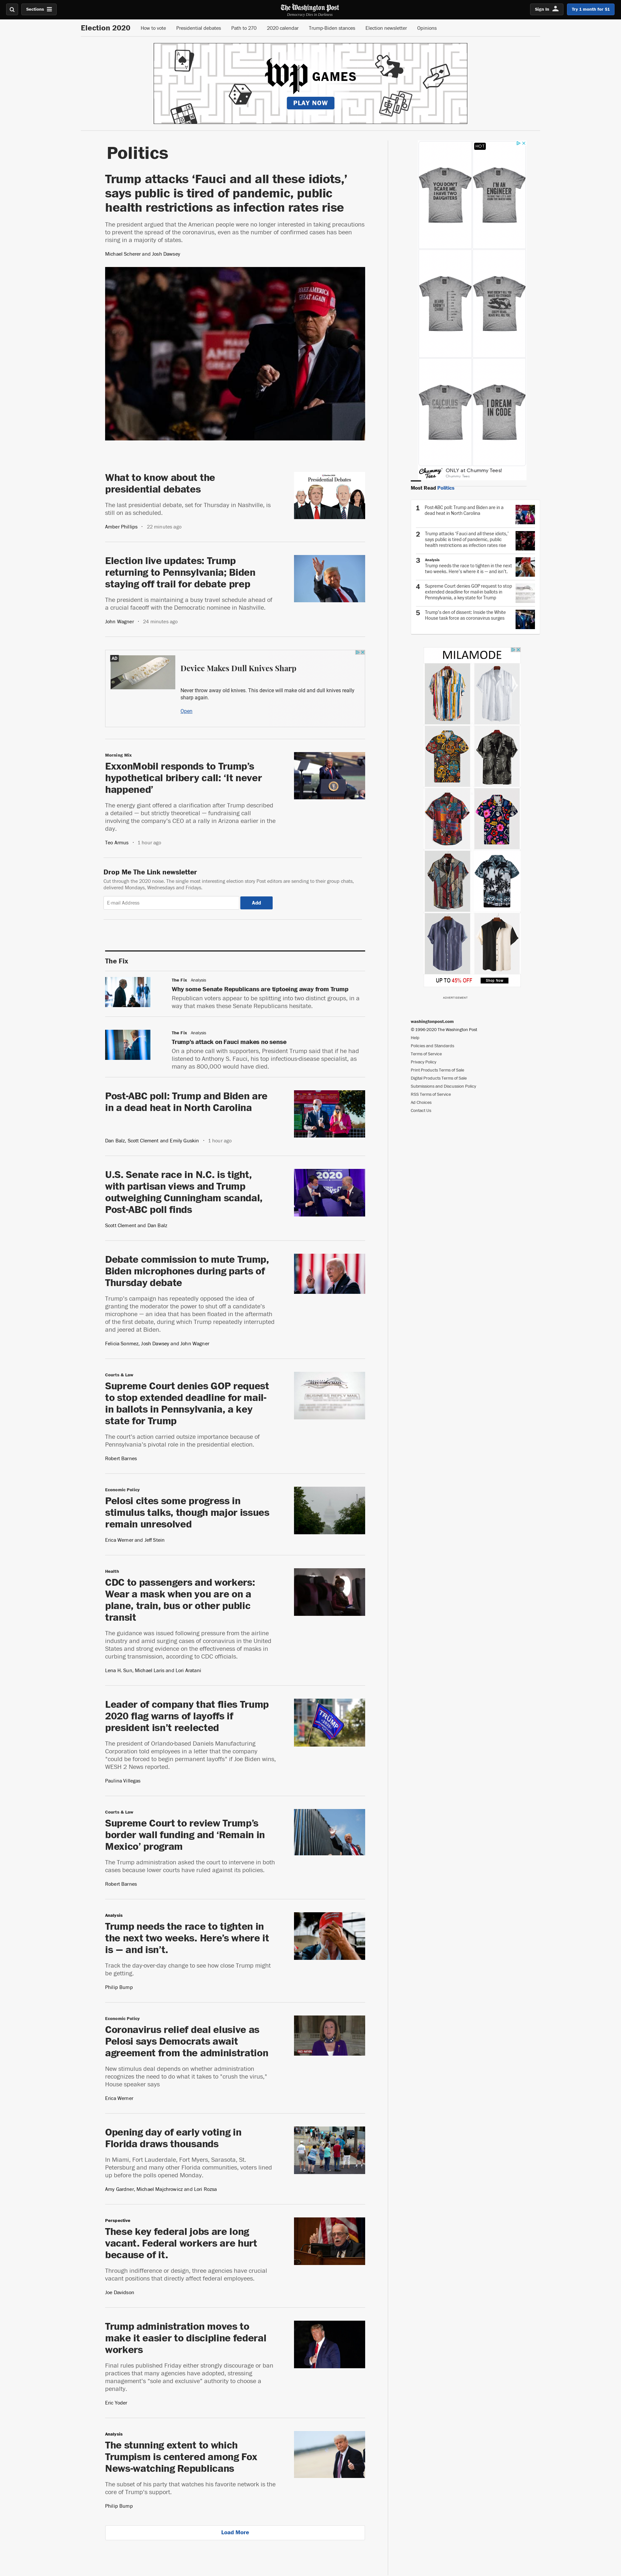 Sections
The Washington Post
Democracy Dies in Darkness
Sign in
Try 1 month for $1
Election 2020
How to vote
Presidential debates
Path to 270
2020 calendar
Trump-Biden stances
Election newsletter
Opinions
wp GAMES
PLAY NOW
Politics
Trump attacks ‘Fauci and all these idiots,’
says public is tired of pandemic, public
health restrictions as infection rates rise
The president argued that the American people were no longer interested in taking precautions
to prevent the spread of the coronavirus, even as the number of confirmed cases has been
rising in a majority of states.
Michael Scherer and Josh Dawsey
What to know about the
presidential debates
The last presidential debate, set for Thursday in Nashville, is
still on as scheduled.
Amber Phillips • 22 minutes ago
Presidential Debates
Election live updates: Trump
returning to Pennsylvania; Biden
staying off trail for debate prep
The president is maintaining a busy travel schedule ahead of
a crucial faceoff with the Democratic nominee in Nashville.
John Wagner • 24 minutes ago
AD
Device Makes Dull Knives Sharp
Never throw away old knives. This device will make old and dull knives really
sharp again.
Open
Morning Mix
ExxonMobil responds to Trump’s
hypothetical bribery call: ‘It never
happened’
The energy giant offered a clarification after Trump described
a detailed — but strictly theoretical — fundraising call
involving the company’s CEO at a rally in Arizona earlier in the
day.
Teo Armus • 1 hour ago
Drop Me The Link newsletter
Cut through the 2020 noise. The single most interesting election story Post editors are sending to their group chats,
delivered Mondays, Wednesdays and Fridays.
E-mail Address
Add
The Fix
The Fix Analysis
Why some Senate Republicans are tiptoeing away from Trump
Republican voters appear to be splitting into two distinct groups, in a
way that makes these Senate Republicans hesitate.
The Fix Analysis
Trump’s attack on Fauci makes no sense
On a phone call with supporters, President Trump said that if he had
listened to Anthony S. Fauci, his top infectious-disease specialist, as
many as 800,000 would have died.
Post-ABC poll: Trump and Biden are
in a dead heat in North Carolina
Dan Balz, Scott Clement and Emily Guskin • 1 hour ago
U.S. Senate race in N.C. is tight,
with partisan views and Trump
outweighing Cunningham scandal,
Post-ABC poll finds
Scott Clement and Dan Balz
2020
Debate commission to mute Trump,
Biden microphones during parts of
Thursday debate
Trump’s campaign has repeatedly opposed the idea of
granting the moderator the power to shut off a candidate’s
microphone — an idea that has been floated in the aftermath
of the first debate, during which Trump repeatedly interrupted
and jeered at Biden.
Felicia Sonmez, Josh Dawsey and John Wagner
Courts & Law
Supreme Court denies GOP request
to stop extended deadline for mail-
in ballots in Pennsylvania, a key
state for Trump
The court’s action carried outsize importance because of
Pennsylvania’s pivotal role in the presidential election.
Robert Barnes
Economic Policy
Pelosi cites some progress in
stimulus talks, though major issues
remain unresolved
Erica Werner and Jeff Stein
Health
CDC to passengers and workers:
Wear a mask when you are on a
plane, train, bus or other public
transit
The guidance was issued following pressure from the airline
industry and amid surging cases of coronavirus in the United
States and strong evidence on the effectiveness of masks in
curbing transmission, according to CDC officials.
Lena H. Sun, Michael Laris and Lori Aratani
Leader of company that flies Trump
2020 flag warns of layoffs if
president isn’t reelected
The president of Orlando-based Daniels Manufacturing
Corporation told employees in a letter that the company
“could be forced to begin permanent layoffs” if Joe Biden wins,
WESH 2 News reported.
Paulina Villegas
TRUMP
Courts & Law
Supreme Court to review Trump’s
border wall funding and ‘Remain in
Mexico’ program
The Trump administration asked the court to intervene in both
cases because lower courts have ruled against its policies.
Robert Barnes
Analysis
Trump needs the race to tighten in
the next two weeks. Here’s where it
is — and isn’t.
Track the day-over-day change to see how close Trump might
be getting.
Philip Bump
Economic Policy
Coronavirus relief deal elusive as
Pelosi says Democrats await
agreement from the administration
New stimulus deal depends on whether administration
recognizes the need to do what it takes to “crush the virus,”
House speaker says
Erica Werner
Opening day of early voting in
Florida draws thousands
In Miami, Fort Lauderdale, Fort Myers, Sarasota, St.
Petersburg and many other Florida communities, voters lined
up before the polls opened Monday.
Amy Gardner, Michael Majchrowicz and Lori Rozsa
Perspective
These key federal jobs are long
vacant. Federal workers are hurt
because of it.
Through indifference or design, three agencies have crucial
vacant positions that directly affect federal employees.
Joe Davidson
Trump administration moves to
make it easier to discipline federal
workers
Final rules published Friday either strongly discourage or ban
practices that many agencies have adopted, stressing
management’s “sole and exclusive” authority to choose a
penalty.
Eric Yoder
Analysis
The stunning extent to which
Trumpism is centered among Fox
News-watching Republicans
The subset of his party that watches his favorite network is the
core of Trump’s support.
Philip Bump
Load More
HOT
YOU DON'T
SCARE ME.
I HAVE TWO
DAUGHTERS
I'M AN
ENGINEER
CALCULUS
I DREAM
IN CODE
Chummy Tees
ONLY at Chummy Tees!
Chummy Tees
Most Read Politics
1 Post-ABC poll: Trump and Biden are in a
dead heat in North Carolina
2 Trump attacks ‘Fauci and all these idiots,’
says public is tired of pandemic, public
health restrictions as infection rates rise
3 Analysis
Trump needs the race to tighten in the next
two weeks. Here’s where it is — and isn’t.
4 Supreme Court denies GOP request to stop
extended deadline for mail-in ballots in
Pennsylvania, a key state for Trump
5 Trump’s den of dissent: Inside the White
House task force as coronavirus surges
MILAMODE
UP TO 45% OFF
Shop Now
ADVERTISEMENT
washingtonpost.com
© 1996-2020 The Washington Post
Help
Policies and Standards
Terms of Service
Privacy Policy
Print Products Terms of Sale
Digital Products Terms of Sale
Submissions and Discussion Policy
RSS Terms of Service
Ad Choices
Contact Us